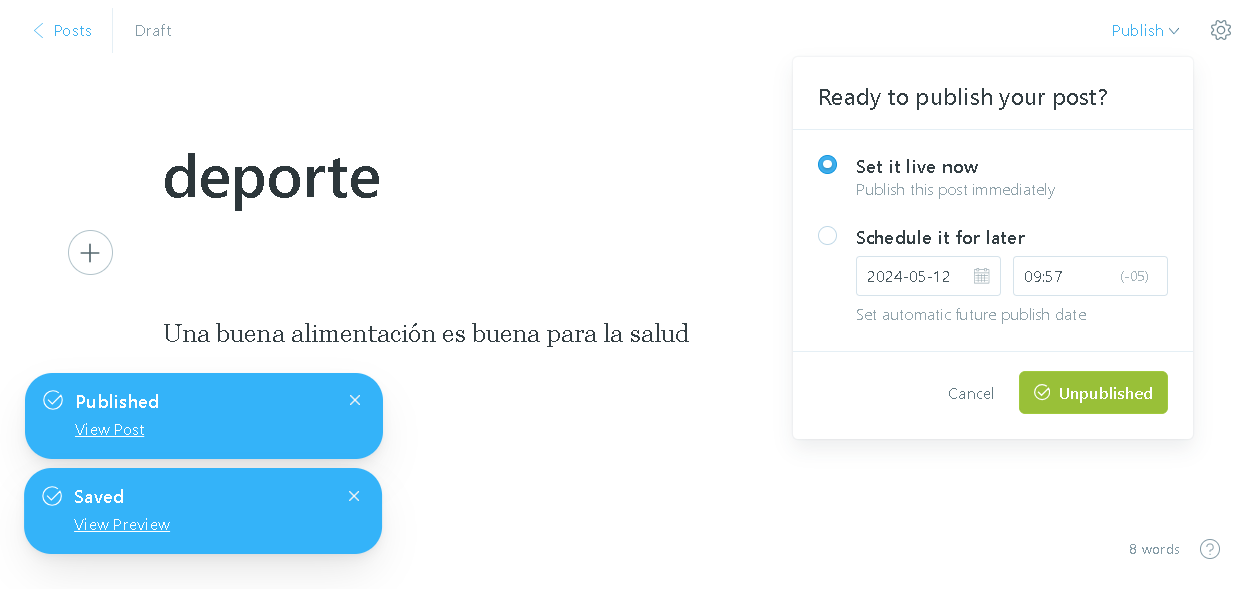 Posts
Draft
Publish
Ready to publish your post?
deporte
Set it live now
Publish this post immediately
Schedule it for later
2024-05-12
09:57
(-05)
Set automatic future publish date
Una buena alimentación es buena para la salud
Cancel
Unpublished
Published
View Post
Saved
View Preview
8 words
?